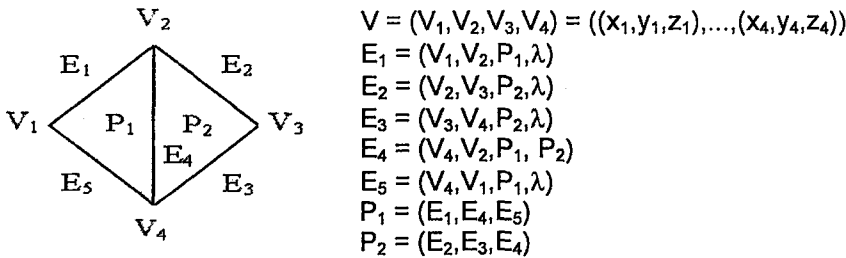 V₂
E₁ E₂
V₁ P₁ P₂ V₃
E₄
E₅ E₃
V₄
V = (V₁,V₂,V₃,V₄) = ((x₁,y₁,z₁),...,(x₄,y₄,z₄))
E₁ = (V₁,V₂,P₁,λ)
E₂ = (V₂,V₃,P₂,λ)
E₃ = (V₃,V₄,P₂,λ)
E₄ = (V₄,V₂,P₁, P₂)
E₅ = (V₄,V₁,P₁,λ)
P₁ = (E₁,E₄,E₅)
P₂ = (E₂,E₃,E₄)